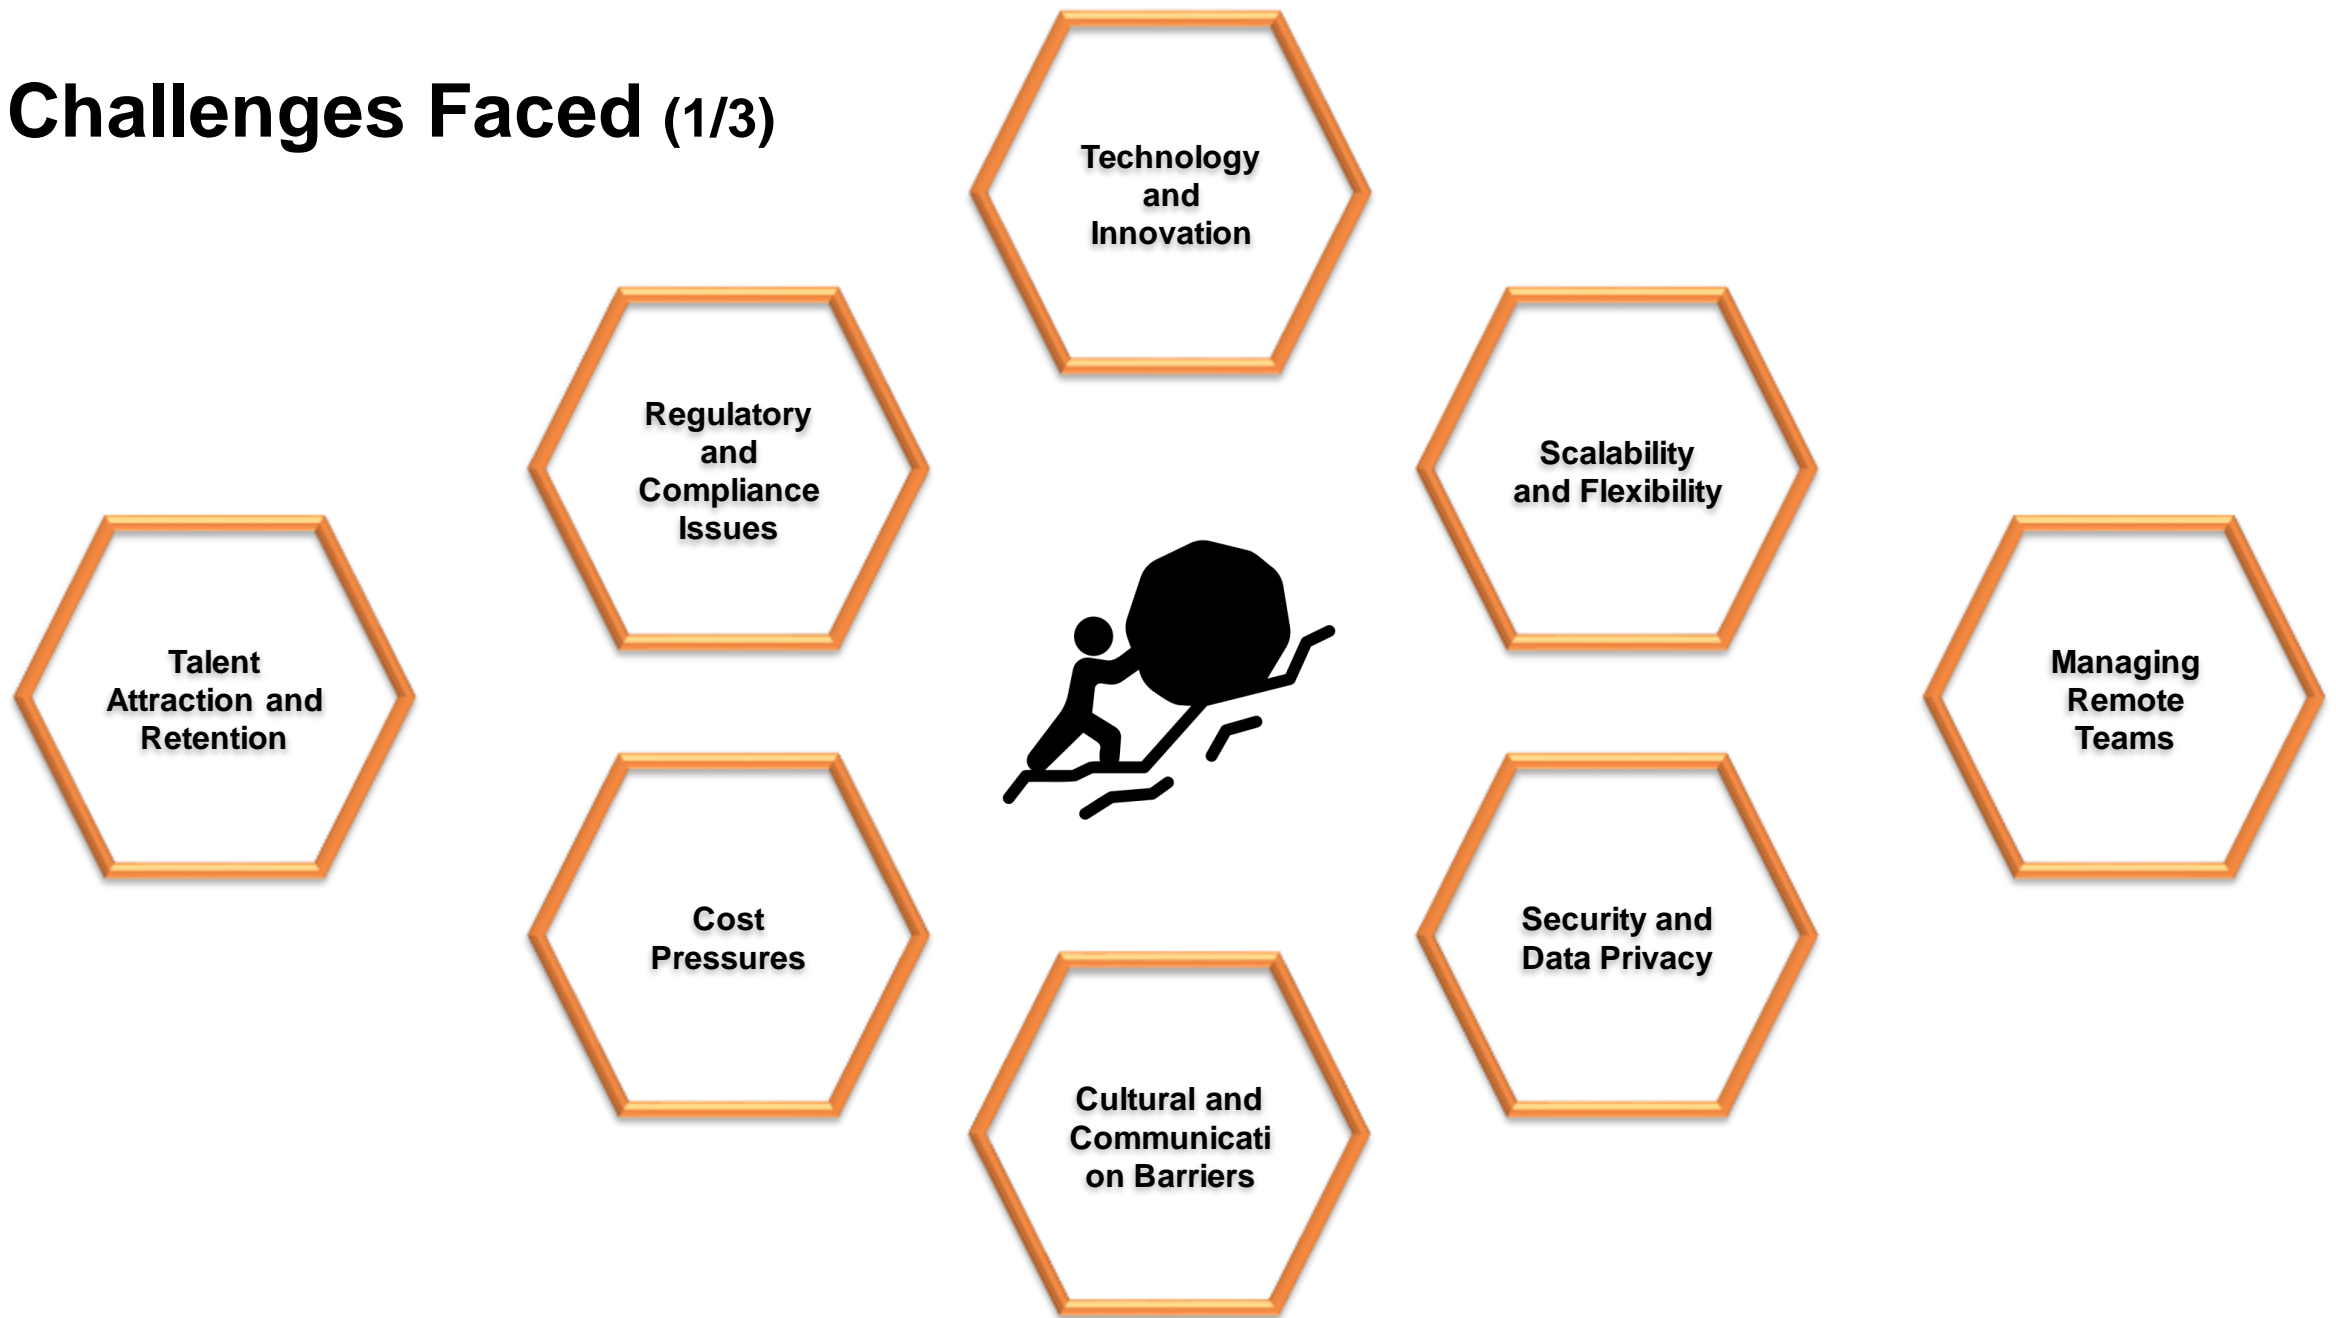 Challenges Faced (1/3)
Technology
and
Innovation
Regulatory
and
Compliance
Issues
Scalability
and Flexibility
Talent
Attraction and
Retention
Managing
Remote
Teams
Cost
Pressures
Security and
Data Privacy
Cultural and
Communicati
on Barriers